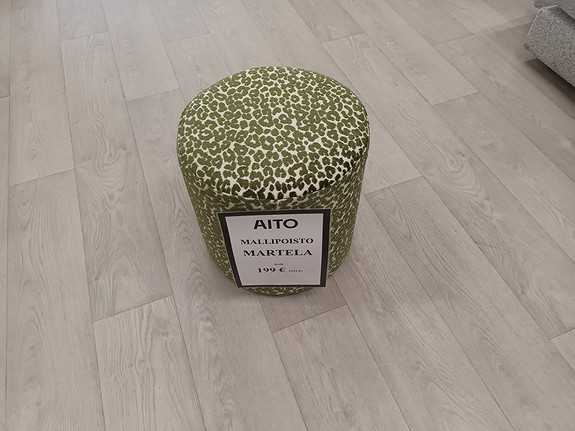 AITO
MALLIPOISTO
MARTELA
199 €